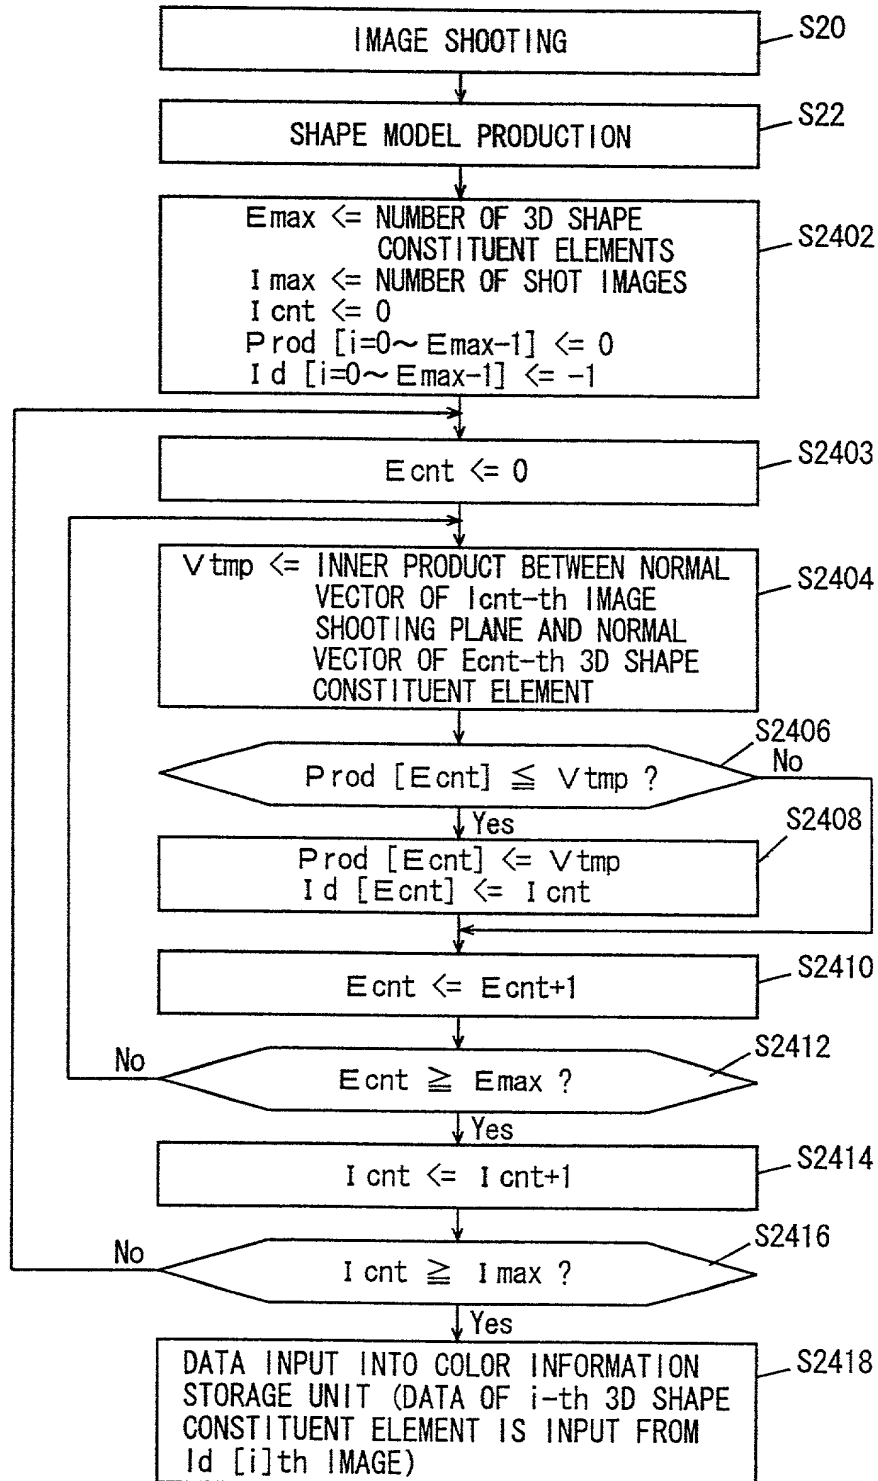 IMAGE SHOOTING
S20
SHAPE MODEL PRODUCTION
S22
Emax <= NUMBER OF 3D SHAPE
CONSTITUENT ELEMENTS
Imax <= NUMBER OF SHOT IMAGES
Icnt <= 0
Prod [i=0~Emax-1] <= 0
Id [i=0~Emax-1] <= -1
S2402
Ecnt <= 0
S2403
Vtmp <= INNER PRODUCT BETWEEN NORMAL
VECTOR OF Icnt-th IMAGE
SHOOTING PLANE AND NORMAL
VECTOR OF Ecnt-th 3D SHAPE
CONSTITUENT ELEMENT
S2404
Prod [Ecnt] ≦ Vtmp ?
S2406
No
Yes
Prod [Ecnt] <= Vtmp
Id [Ecnt] <= Icnt
S2408
Ecnt <= Ecnt+1
S2410
No
Ecnt ≧ Emax ?
S2412
Yes
Icnt <= Icnt+1
S2414
No
Icnt ≧ Imax ?
S2416
Yes
DATA INPUT INTO COLOR INFORMATION
STORAGE UNIT (DATA OF i-th 3D SHAPE
CONSTITUENT ELEMENT IS INPUT FROM
Id [i]th IMAGE)
S2418